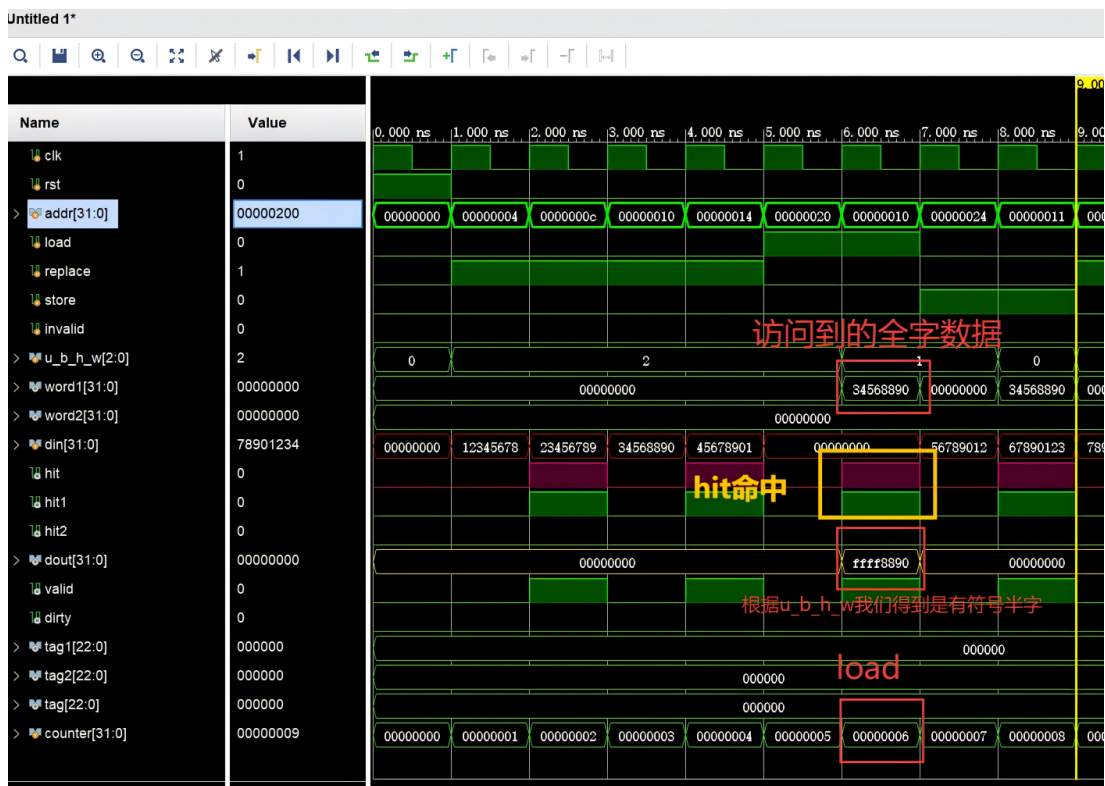 Untitled 1*
9.00
Name Value
0.000 ns 1.000 ns 2.000 ns 3.000 ns 4.000 ns 5.000 ns 6.000 ns 7.000 ns 8.000 ns
clk 1
rst 0
addr[31:0] 00000200 00000000 00000004 0000000c 00000010 00000014 00000020 00000010 00000024 00000011 000
load 0
replace 1
store 0
invalid 0
访问到的全字数据
u_b_h_w[2:0] 2 0 2 1 0
word1[31:0] 00000000 00000000 34568890 00000000 34568890 000
word2[31:0] 00000000 00000000
din[31:0] 78901234 00000000 12345678 23456789 34568890 45678901 00000000 56789012 67890123 789
hit 0
hit命中
hit1 0
hit2 0
dout[31:0] 00000000 00000000 ffff8890 00000000
valid 0
根据u_b_h_w我们得到是有符号半字
dirty 0
tag1[22:0] 000000 000000
load
tag2[22:0] 000000 000000
tag[22:0] 000000 000000
counter[31:0] 00000009 00000000 00000001 00000002 00000003 00000004 00000005 00000006 00000007 00000008 000